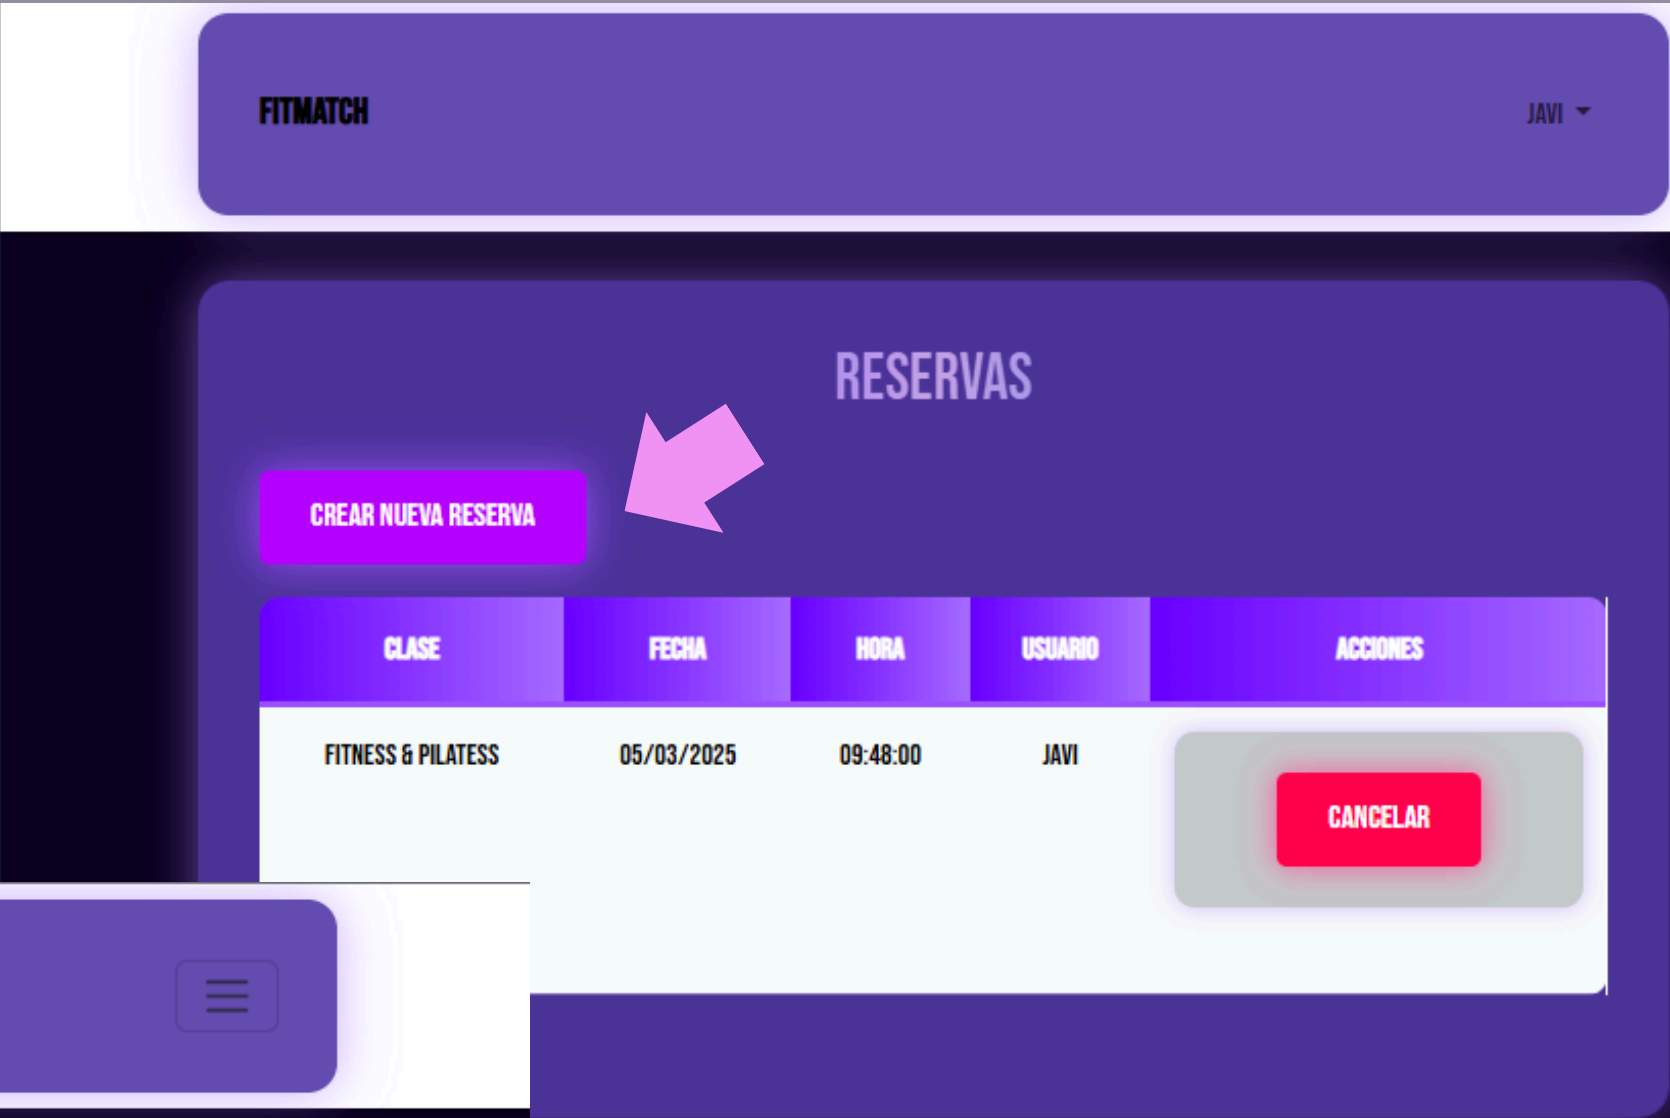 FITMATCH
JAVI
RESERVAS
CREAR NUEVA RESERVA
CLASE FECHA HORA USUARIO ACCIONES
FITNESS & PILATESS 05/03/2025 09:48:00 JAVI
CANCELAR